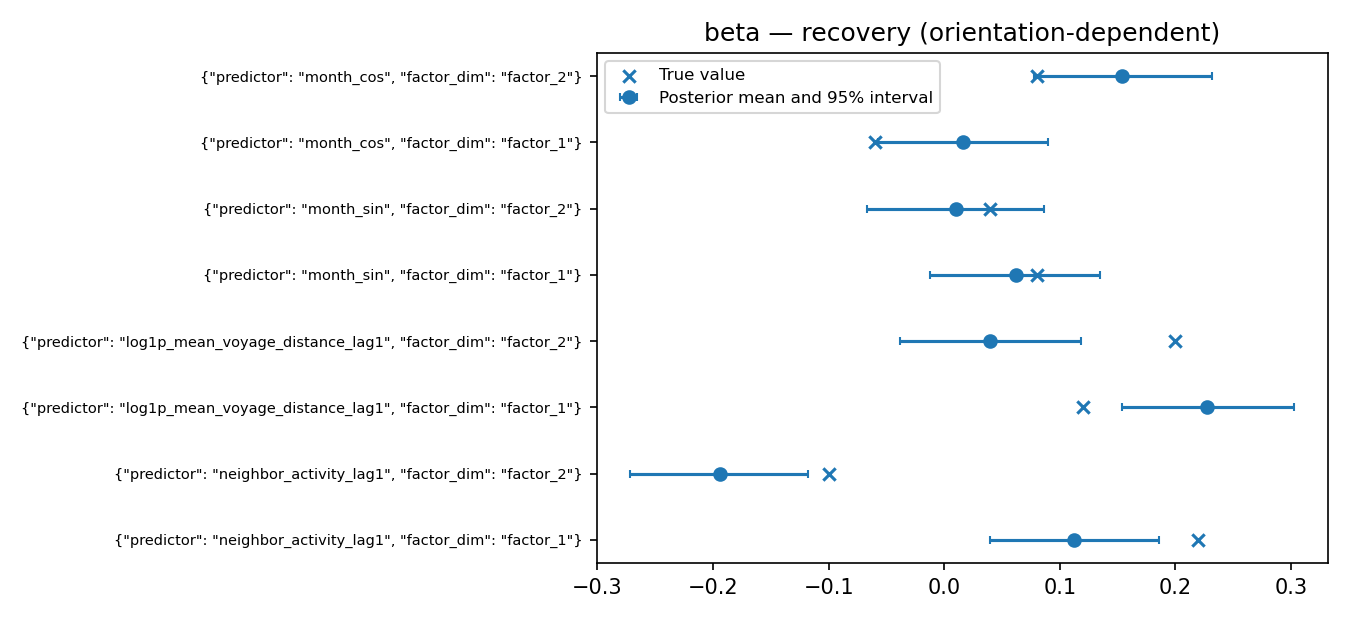 beta — recovery (orientation-dependent)
True value
Posterior mean and 95% interval
{"predictor": "month_cos", "factor_dim": "factor_2"}
{"predictor": "month_cos", "factor_dim": "factor_1"}
{"predictor": "month_sin", "factor_dim": "factor_2"}
{"predictor": "month_sin", "factor_dim": "factor_1"}
{"predictor": "log1p_mean_voyage_distance_lag1", "factor_dim": "factor_2"}
{"predictor": "log1p_mean_voyage_distance_lag1", "factor_dim": "factor_1"}
{"predictor": "neighbor_activity_lag1", "factor_dim": "factor_2"}
{"predictor": "neighbor_activity_lag1", "factor_dim": "factor_1"}
−0.3 −0.2 −0.1 0.0 0.1 0.2 0.3